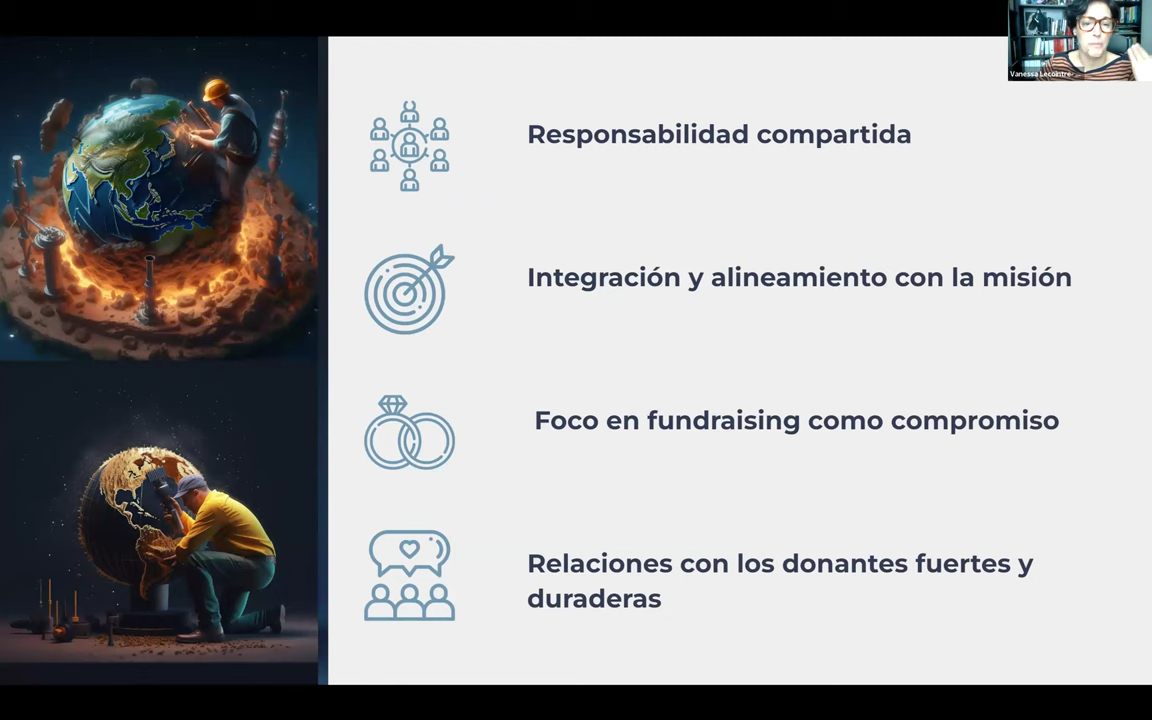 Vanessa Lecointre-...
Responsabilidad compartida
Integración y alineamiento con la misión
Foco en fundraising como compromiso
Relaciones con los donantes fuertes y
duraderas